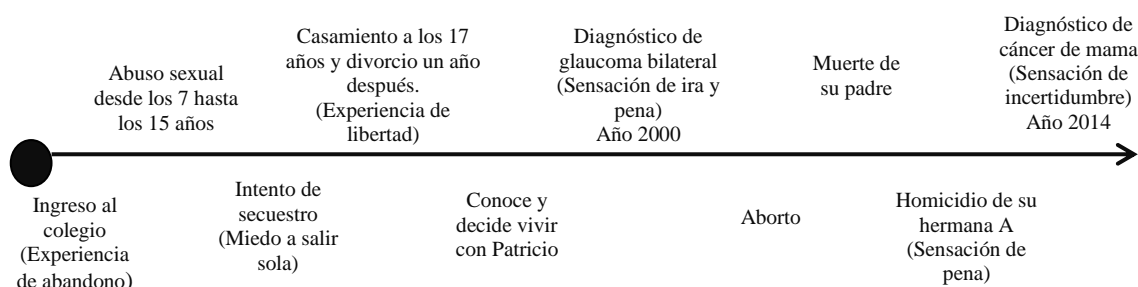 Abuso sexual
desde los 7 hasta
los 15 años
Casamiento a los 17
años y divorcio un año
después.
(Experiencia de
libertad)
Diagnóstico de
glaucoma bilateral
(Sensación de ira y
pena)
Año 2000
Muerte de
su padre
Diagnóstico de
cáncer de mama
(Sensación de
incertidumbre)
Año 2014
Ingreso al
colegio
(Experiencia
de abandono)
Intento de
secuestro
(Miedo a salir
sola)
Conoce y
decide vivir
con Patricio
Aborto
Homicidio de su
hermana A
(Sensación de
pena)